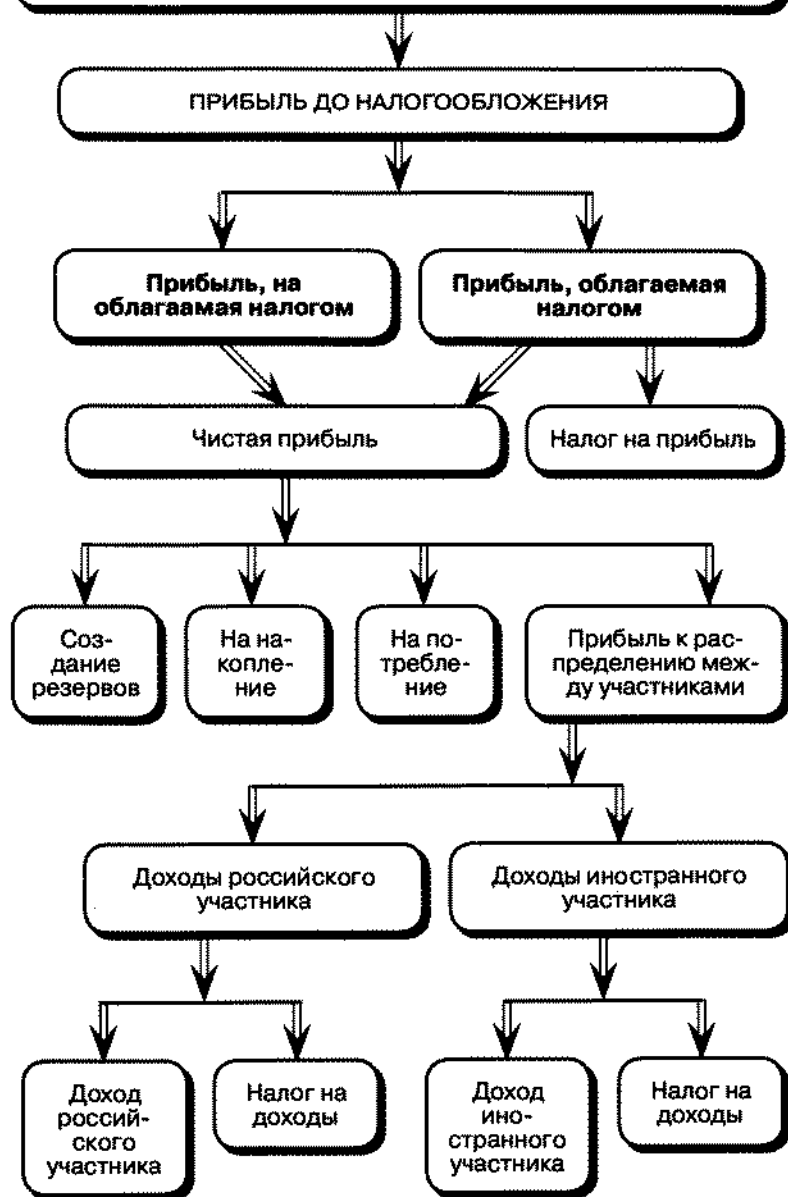 ПРИБЫЛЬ ДО НАЛОГООБЛОЖЕНИЯ
Прибыль, на
облагаамая налогом
Прибыль, облагаемая
налогом
Чистая прибыль
Налог на прибыль
Соз-
дание
резервов
На на-
копле-
ние
На по-
требле-
ние
Прибыль к рас-
пределению меж-
ду участниками
Доходы российского
участника
Доходы иностранного
участника
Доход
россий-
ского
участника
Налог на
доходы
Доход
ино-
странного
участника
Налог на
доходы